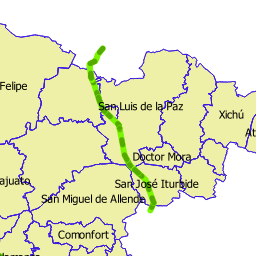 Felipe
San Luis de la Paz
Xichú
At
Doctor Mora
San José Iturbide
ajuato
San Miguel de Allende
Comonfort